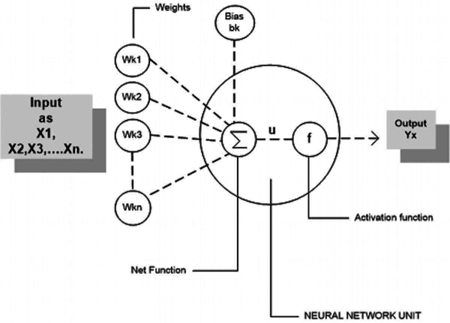 Weights
Bias
bk
Wk1
Wk2
Wk3
Wkn
Input
as
X1,
X2,X3,....Xn.
Σ
u
f
Output
Yx
Activation function
Net Function
NEURAL NETWORK UNIT